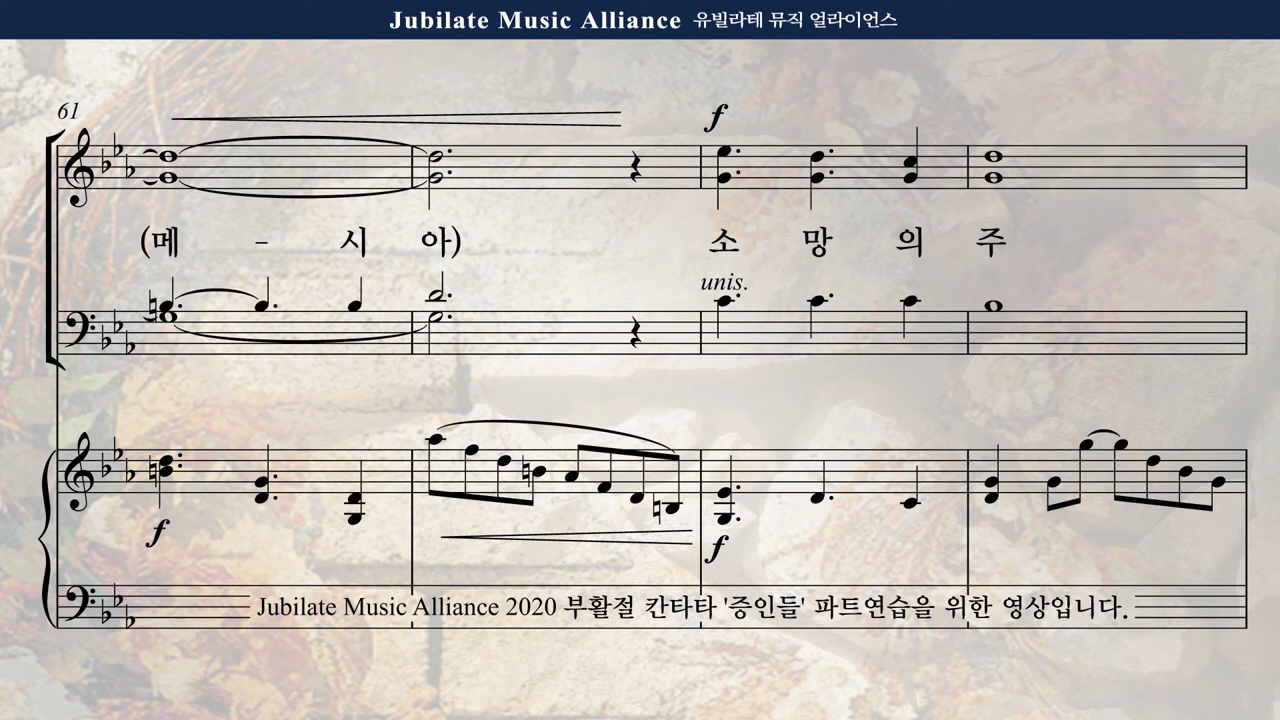 Jubilate Music Alliance 유빌라테 뮤직 얼라이언스
61
f
(메 - 시 아) 소 망 의 주
unis.
f f
Jubilate Music Alliance 2020 부활절 칸타타 '증인들' 파트연습을 위한 영상입니다.